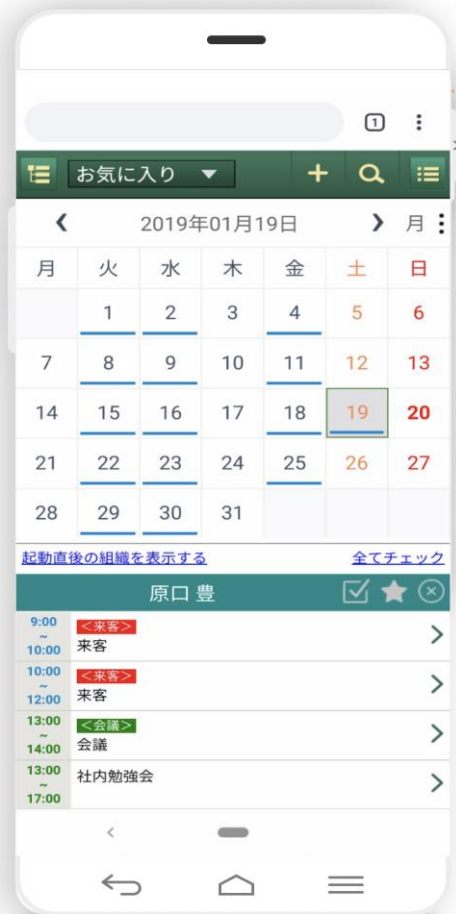 1
お気に入り
2019年01月19日 月
月 火 水 木 金 土 日
1 2 3 4 5 6
7 8 9 10 11 12 13
14 15 16 17 18 19 20
21 22 23 24 25 26 27
28 29 30 31
起動直後の組織を表示する 全てチェック
原口 豊
9:00
~
10:00
<来客>
来客
10:00
~
12:00
<来客>
来客
13:00
~
14:00
<会議>
会議
13:00
~
17:00
社内勉強会